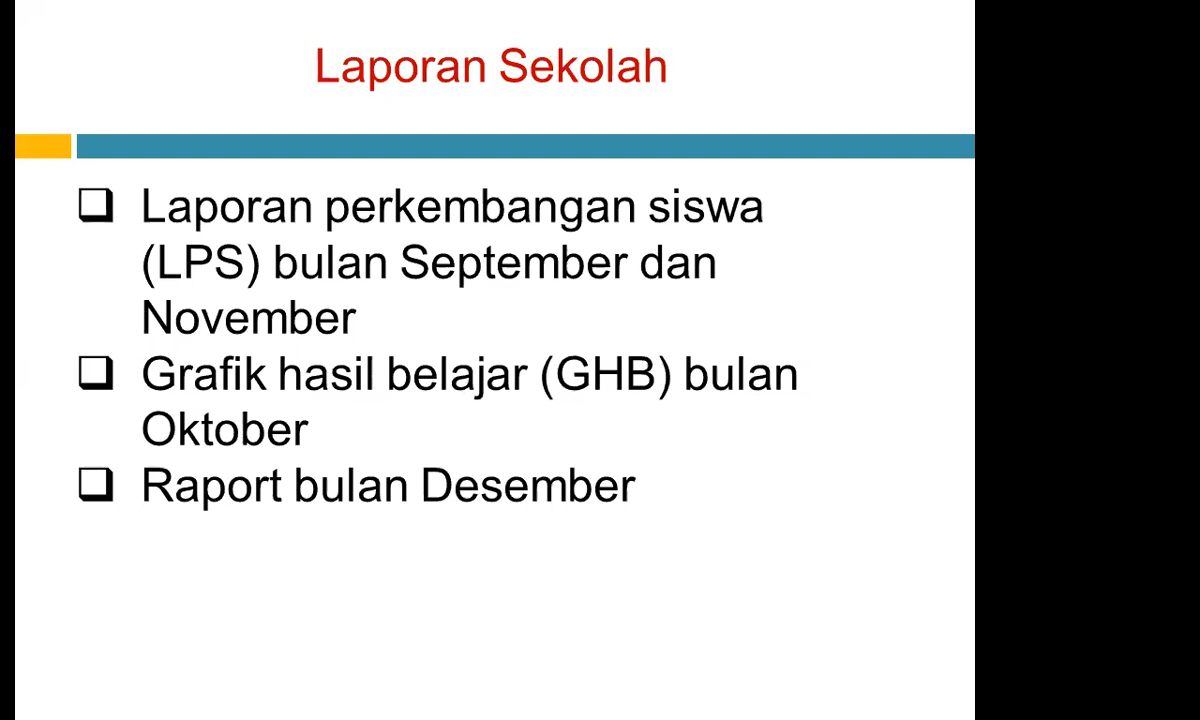 Laporan Sekolah
❑ Laporan perkembangan siswa
(LPS) bulan September dan
November
❑ Grafik hasil belajar (GHB) bulan
Oktober
❑ Raport bulan Desember